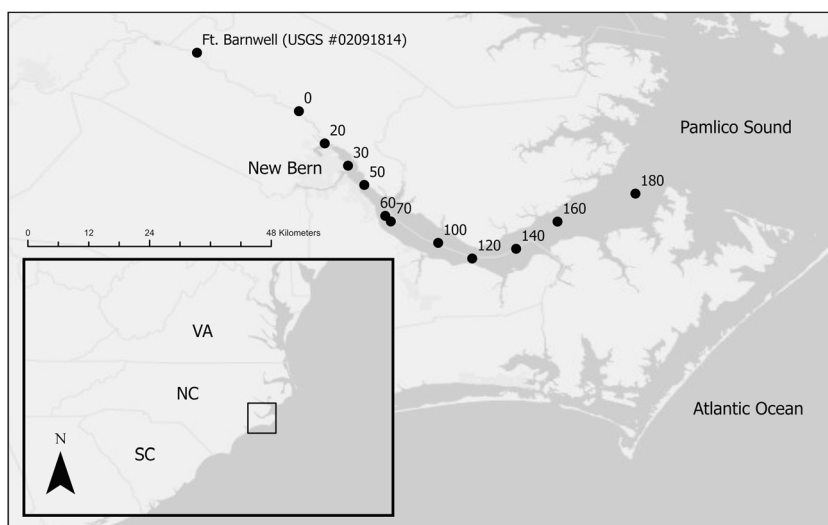 Ft. Barnwell (USGS #02091814)
0
20
Pamlico Sound
New Bern
30
50
180
60
70
160
100
140
120
0
12
24
48 Kilometers
VA
NC
Atlantic Ocean
N
SC